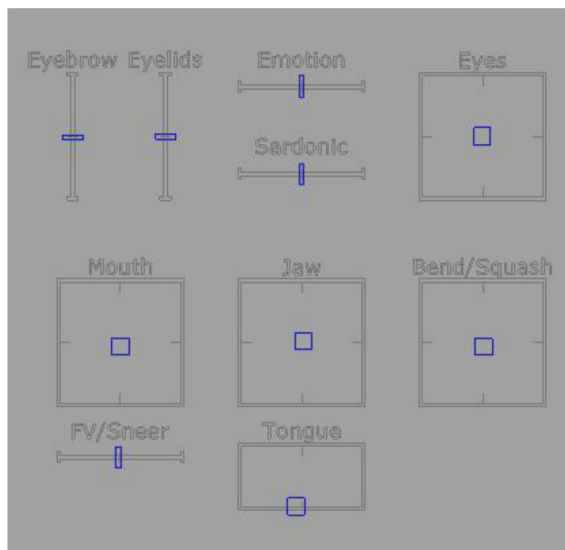 Eyebrow Eyelids Emotion Eyes
Sardonic
Mouth Jaw Bend/Squash
FV/Sneer Tongue